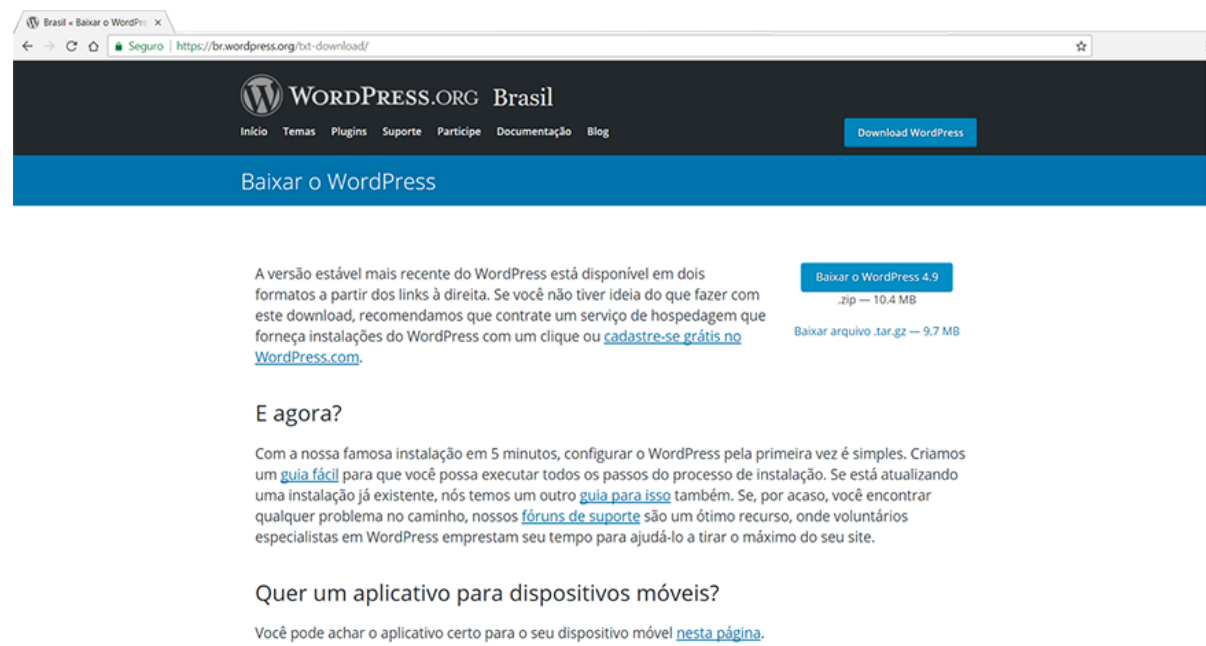 Brasil « Baixar o WordPre
Seguro | https://br.wordpress.org/txt-download/
WORDPRESS.ORG Brasil
Início Temas Plugins Suporte Participe Documentação Blog
Download WordPress
Baixar o WordPress
A versão estável mais recente do WordPress está disponível em dois
formatos a partir dos links à direita. Se você não tiver ideia do que fazer com
este download, recomendamos que contrate um serviço de hospedagem que
forneça instalações do WordPress com um clique ou cadastre-se grátis no
WordPress.com.
Baixar o WordPress 4.9
.zip — 10.4 MB
Baixar arquivo .tar.gz — 9.7 MB
E agora?
Com a nossa famosa instalação em 5 minutos, configurar o WordPress pela primeira vez é simples. Criamos
um guia fácil para que você possa executar todos os passos do processo de instalação. Se está atualizando
uma instalação já existente, nós temos um outro guia para isso também. Se, por acaso, você encontrar
qualquer problema no caminho, nossos fóruns de suporte são um ótimo recurso, onde voluntários
especialistas em WordPress emprestam seu tempo para ajudá-lo a tirar o máximo do seu site.
Quer um aplicativo para dispositivos móveis?
Você pode achar o aplicativo certo para o seu dispositivo móvel nesta página.